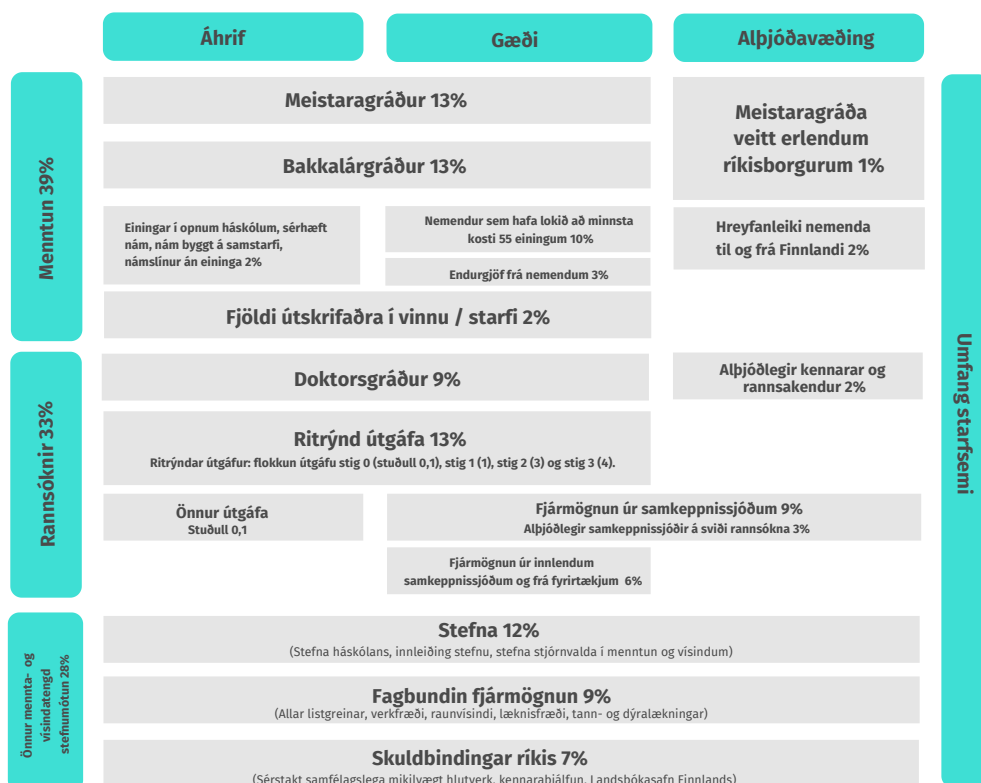 Áhrif
Gæði
Alþjóðavæðing
Menntun 39%
Meistaragráður 13%
Bakkalárgráður 13%
Meistaragráða
veitt erlendum
ríkisborgurum 1%
Einingar í opnum háskólum, sérhæft
nám, nám byggt á samstarfi,
námslínur án eininga 2%
Nemendur sem hafa lokið að minnsta
kosti 55 einingum 10%
Endurgjöf frá nemendum 3%
Hreyfanleiki nemenda
til og frá Finnlandi 2%
Fjöldi útskrifaðra í vinnu / starfi 2%
Rannsóknir 33%
Doktorsgráður 9%
Alþjóðlegir kennarar og
rannsakendur 2%
Ritrýnd útgáfa 13%
Ritrýndar útgáfur: flokkun útgáfu stig 0 (stuðull 0,1), stig 1 (1), stig 2 (3) og stig 3 (4).
Önnur útgáfa
Stuðull 0,1
Fjármögnun úr samkeppnissjóðum 9%
Alþjóðlegir samkeppnissjóðir á sviði rannsókna 3%
Fjármögnun úr innlendum
samkeppnissjóðum og frá fyrirtækjum 6%
Önnur mennta- og
vísindatengd
stefnumótun 28%
Stefna 12%
(Stefna háskólans, innleiðing stefnu, stefna stjórnvalda í menntun og vísindum)
Fagbundin fjármögnun 9%
(Allar listgreinar, verkfræði, raunvísindi, læknisfræði, tann- og dýralækningar)
Skuldbindingar ríkis 7%
(Sérstakt samfélagslega mikilvægt hlutverk, kennaraþjálfun, Landsbókasafn Finnlands)
Umfang starfsemi